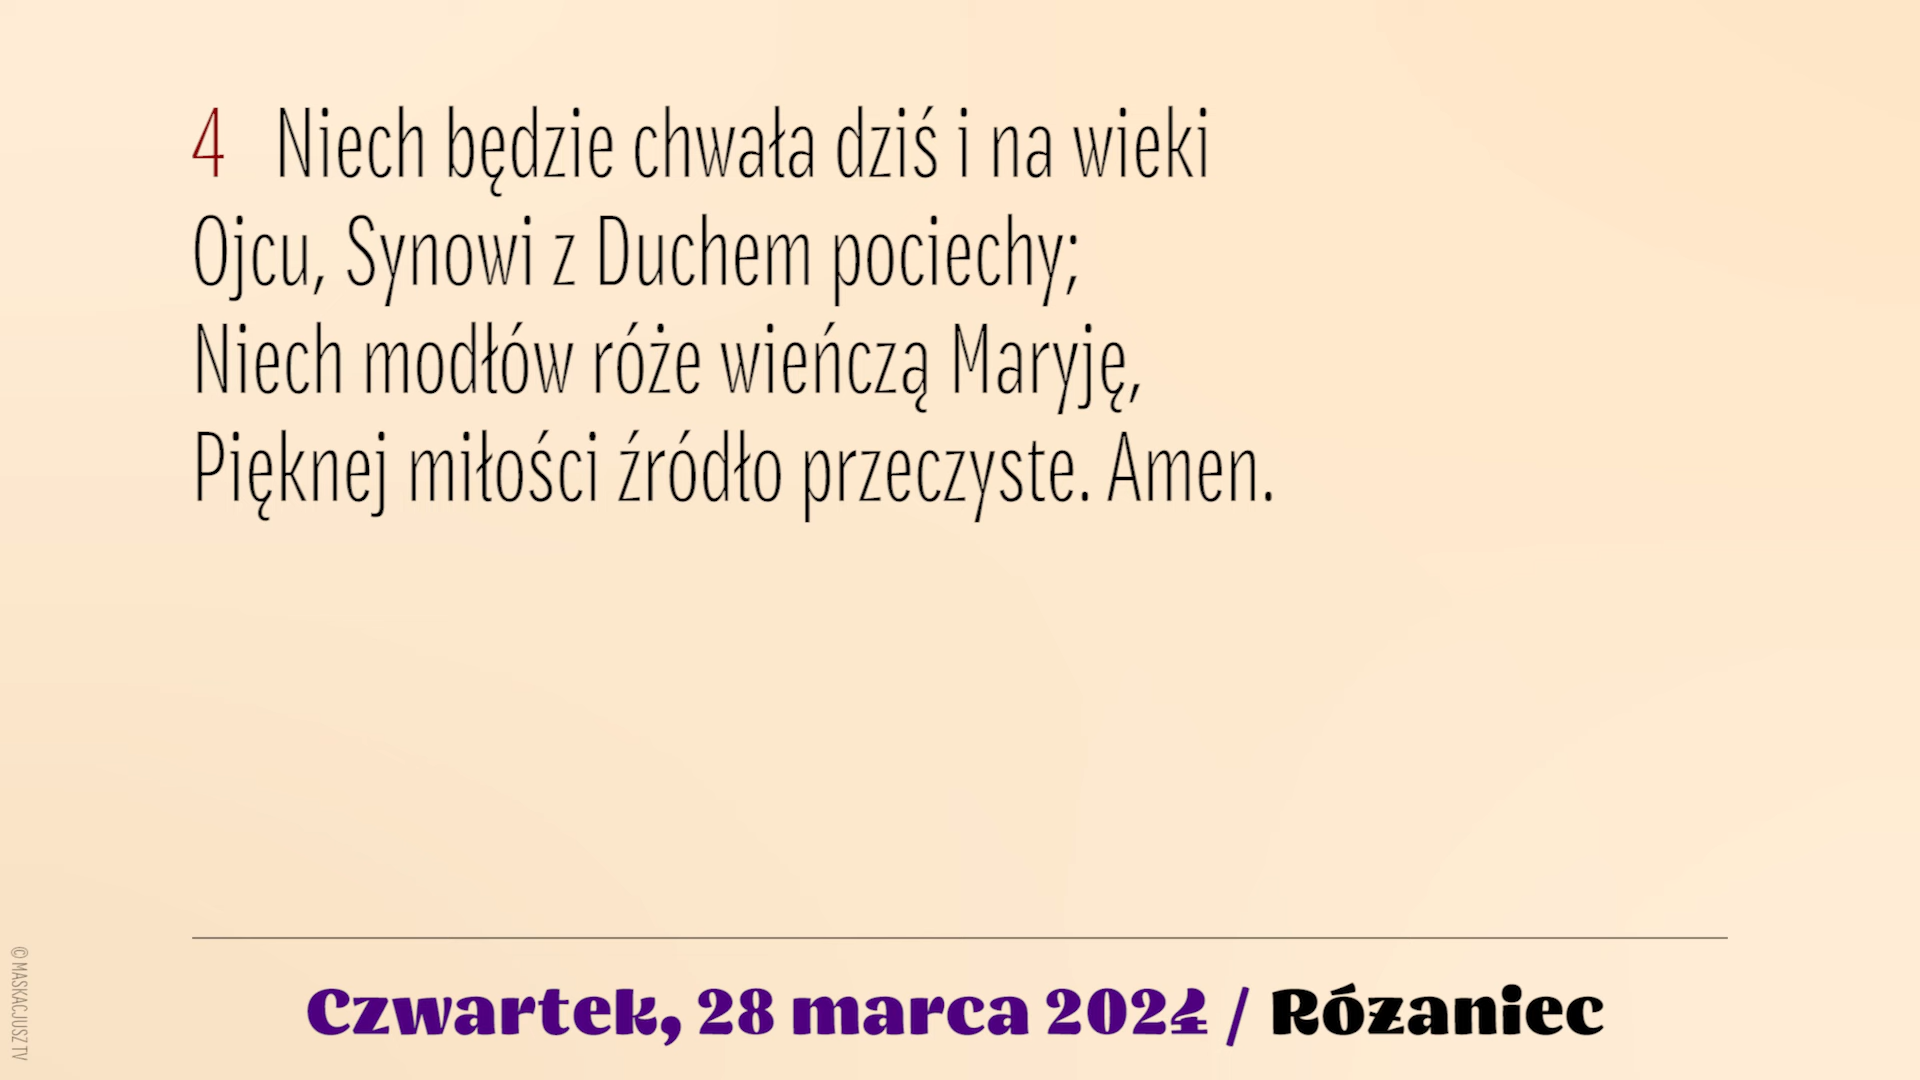 4 Niech będzie chwała dziś i na wieki
Ojcu, Synowi z Duchem pociechy;
Niech modłów róże wieńczą Maryję,
Pięknej miłości źródło przeczyste. Amen.
Czwartek, 28 marca 2024 / Różaniec
© MASKACJUSZ TV